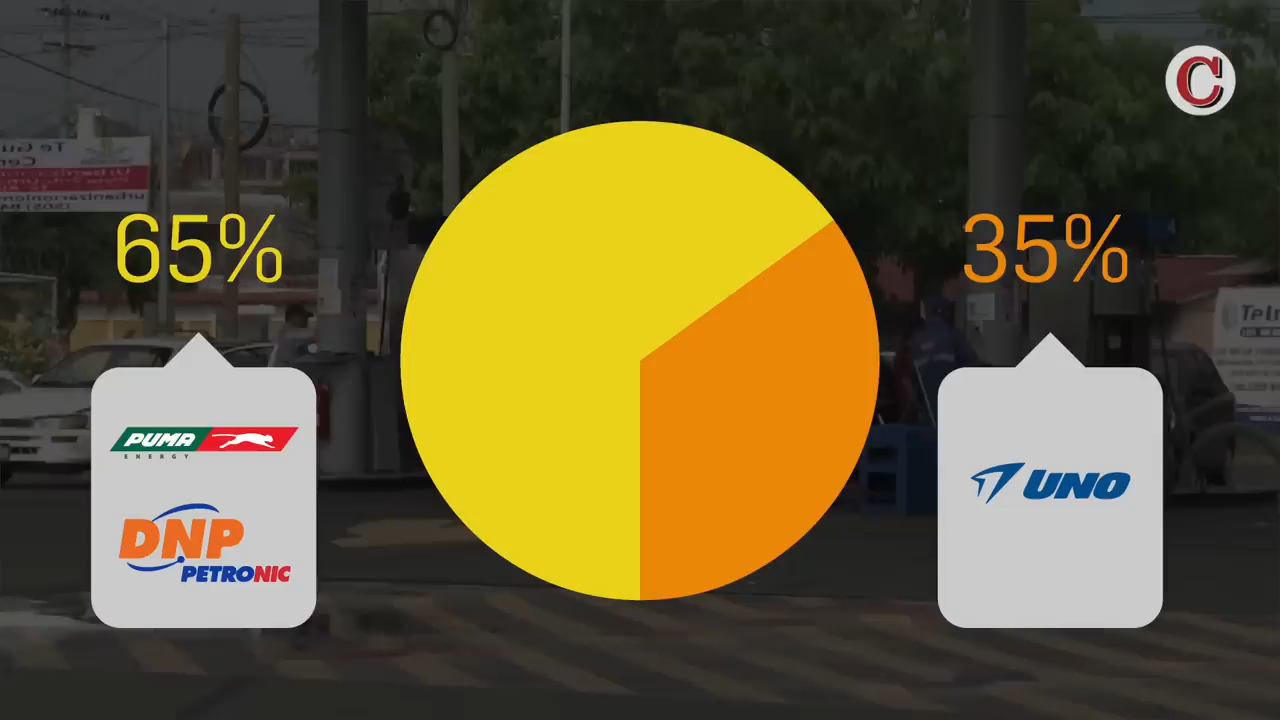 C
65%
35%
PUMA
ENERGY
DNP
PETRONIC
UNO